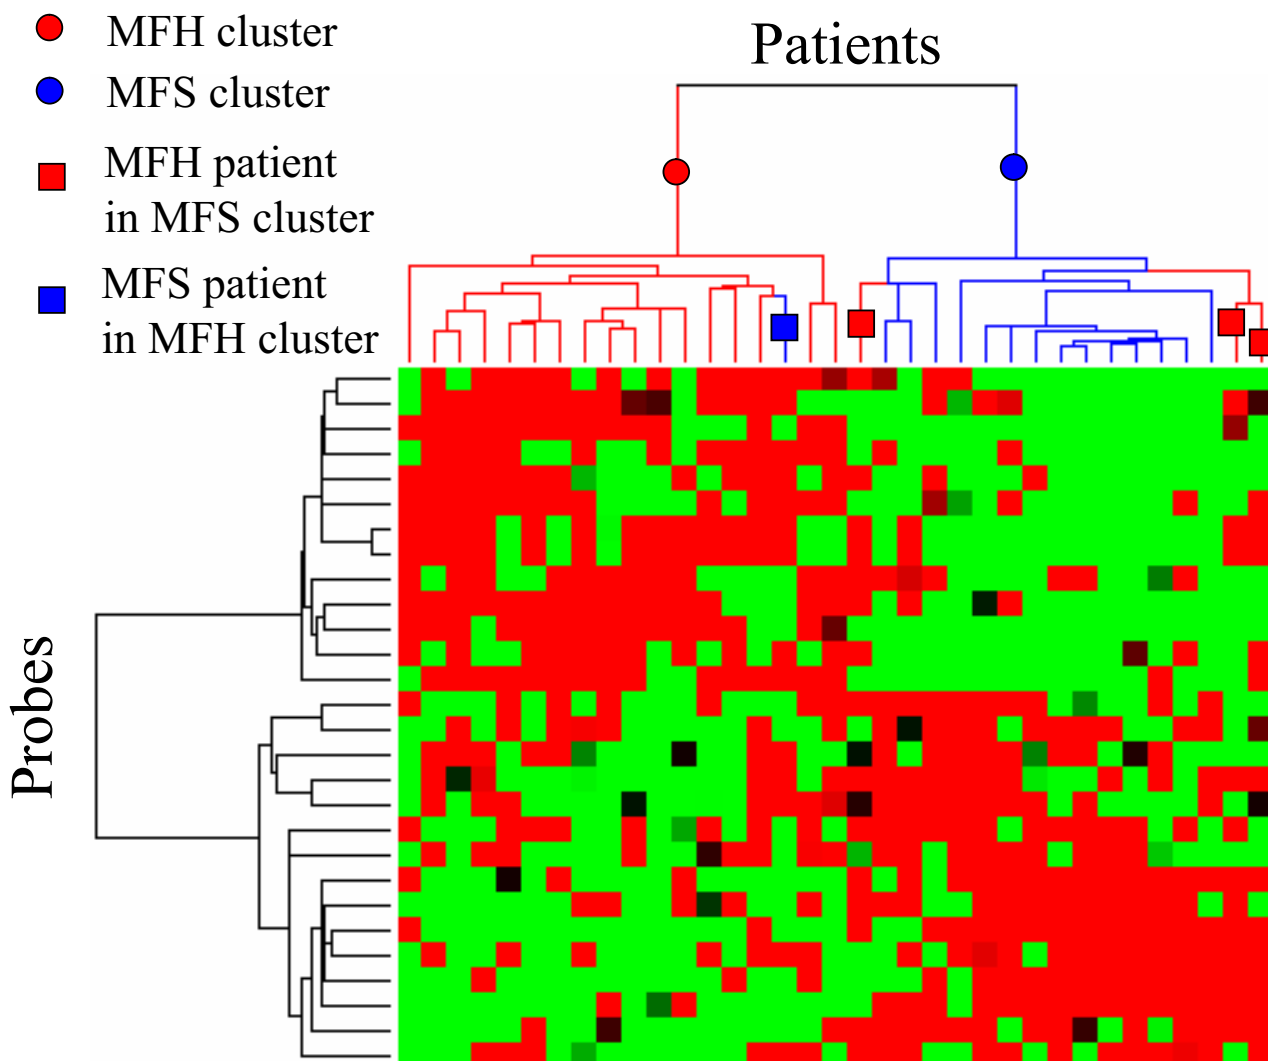 MFH cluster
Patients
MFS cluster
MFH patient
in MFS cluster
MFS patient
in MFH cluster
Probes